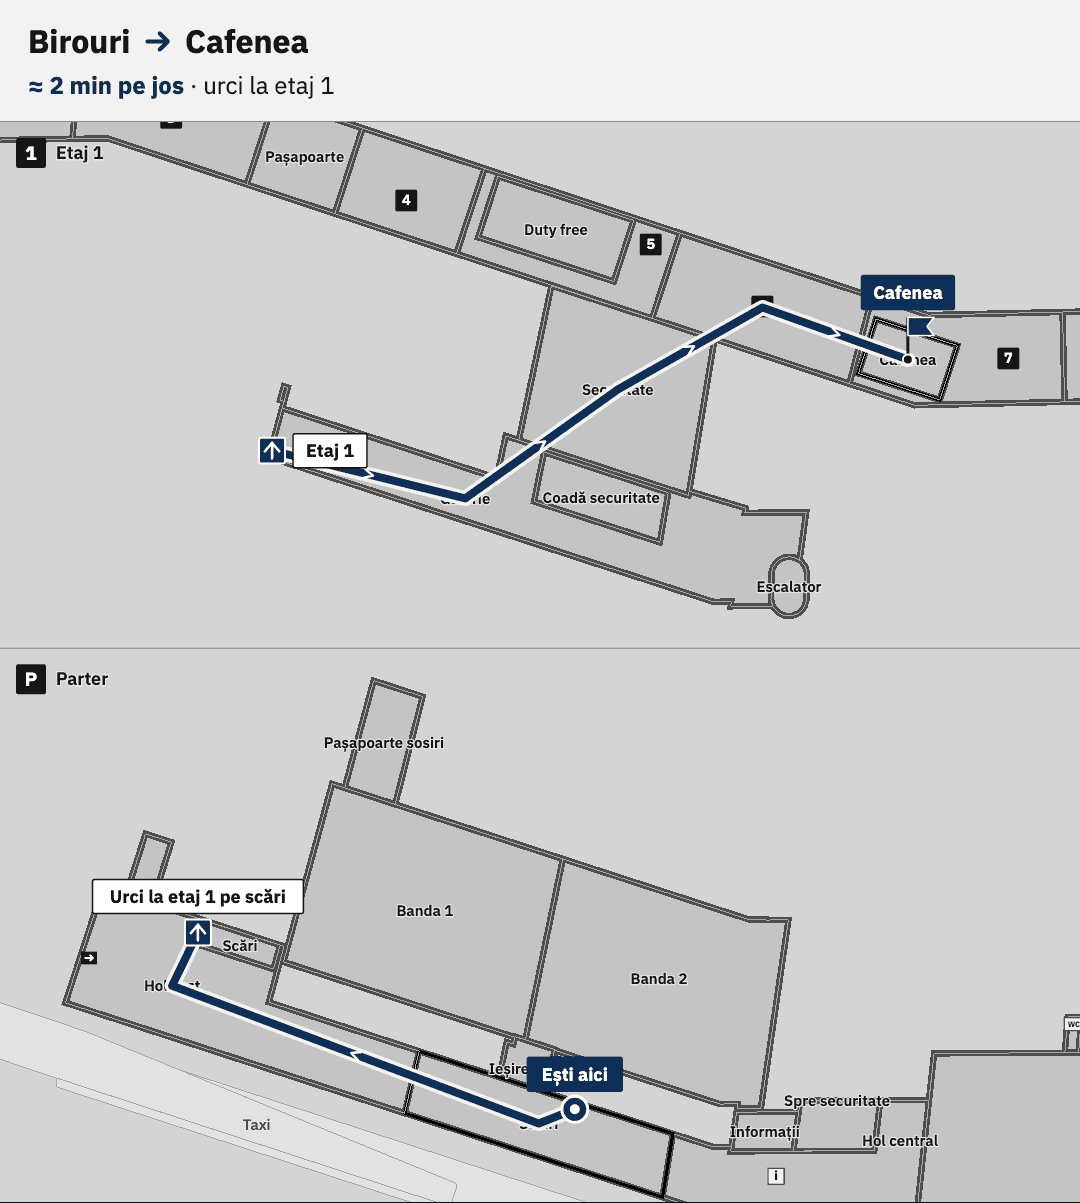 Birouri → Cafenea
≈ 2 min pe jos · urci la etaj 1
1 Etaj 1
Pașapoarte
4
Duty free
5
Cafenea
7
Etaj 1
Coadă securitate
Escalator
P Parter
Pașapoarte sosiri
Urci la etaj 1 pe scări
Banda 1
Scări
Banda 2
wc
Ești aici
Spre securitate
Informații
Hol central
Taxi
i